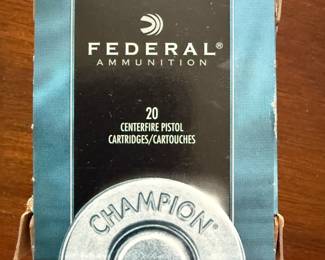 FEDERAL®
AMMUNITION
20
CENTERFIRE PISTOL
CARTRIDGES/CARTOUCHES
CHAMPION®